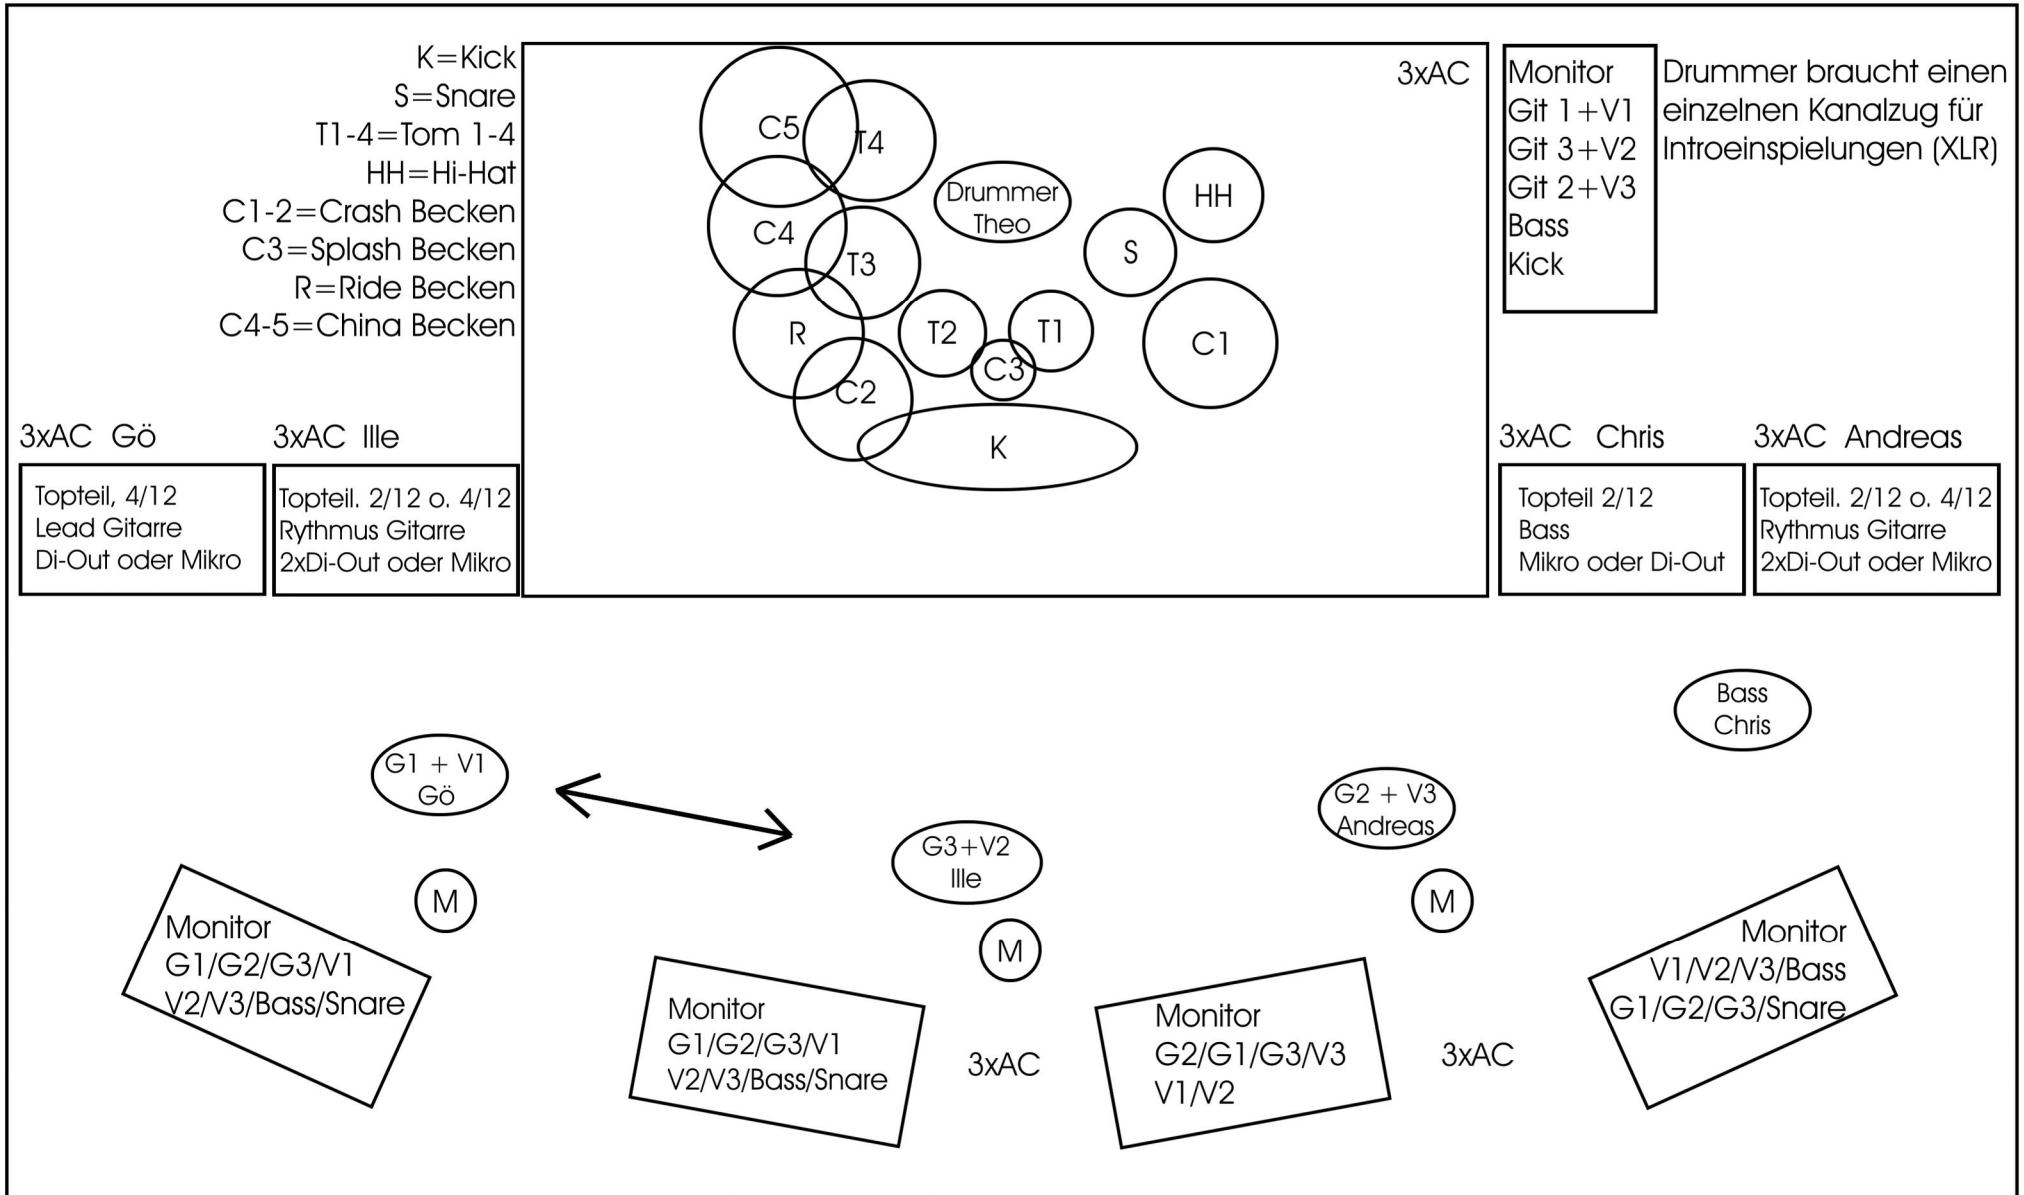 K=Kick
S=Snare
T1-4=Tom 1-4
HH=Hi-Hat
C1-2=Crash Becken
C3=Splash Becken
R=Ride Becken
C4-5=China Becken
3xAC
C5
T4
Drummer
Theo
HH
C4
T3
S
R
T2
T1
C1
C3
C2
K
Monitor
Git 1+V1
Git 3+V2
Git 2+V3
Bass
Kick
Drummer braucht einen
einzelnen Kanalzug für
Introeinspielungen (XLR)
3xAC Gö
Topteil, 4/12
Lead Gitarre
Di-Out oder Mikro
3xAC Ille
Topteil. 2/12 o. 4/12
Rythmus Gitarre
2xDi-Out oder Mikro
3xAC Chris
Topteil 2/12
Bass
Mikro oder Di-Out
3xAC Andreas
Topteil. 2/12 o. 4/12
Rythmus Gitarre
2xDi-Out oder Mikro
Bass
Chris
G1 + V1
Gö
G2 + V3
Andreas
G3+V2
Ille
M
M
M
Monitor
G1/G2/G3/V1
V2/V3/Bass/Snare
Monitor
G1/G2/G3/V1
V2/V3/Bass/Snare
3xAC
Monitor
G2/G1/G3/V3
V1/V2
3xAC
Monitor
V1/V2/V3/Bass
G1/G2/G3/Snare